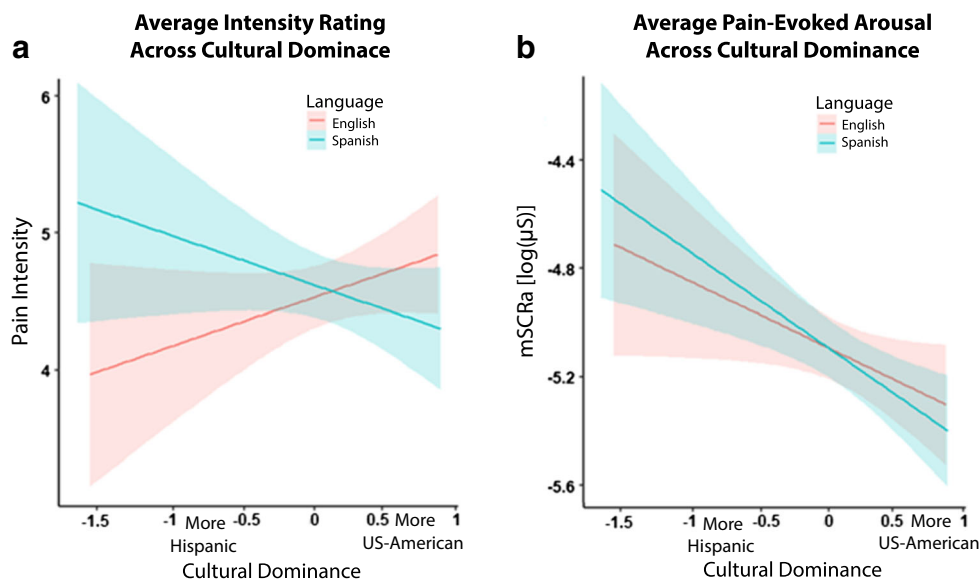 a
Average Intensity Rating
Across Cultural Dominace
Language
English
Spanish
Pain Intensity
6
5
4
-1.5
-1
More
-0.5
0
0.5
More
1
Hispanic
US-American
Cultural Dominance
b
Average Pain-Evoked Arousal
Across Cultural Dominance
Language
English
Spanish
mSCRa [log(µS)]
-4.4
-4.8
-5.2
-5.6
-1.5
-1
More
-0.5
0
0.5
More
1
Hispanic
US-American
Cultural Dominance